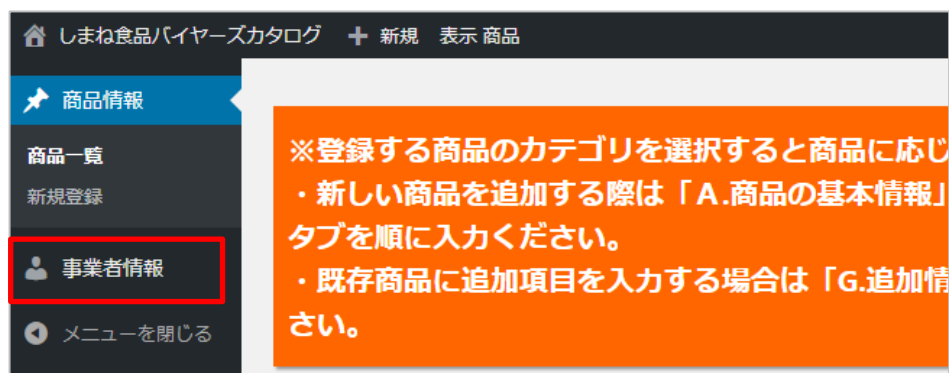 しまね食品バイヤーズカタログ ＋ 新規 表示 商品
商品情報
商品一覧
新規登録
事業者情報
メニューを閉じる
※登録する商品のカテゴリを選択すると商品に応じ
・新しい商品を追加する際は「A.商品の基本情報」
タブを順に入力ください。
・既存商品に追加項目を入力する場合は「G.追加情
さい。